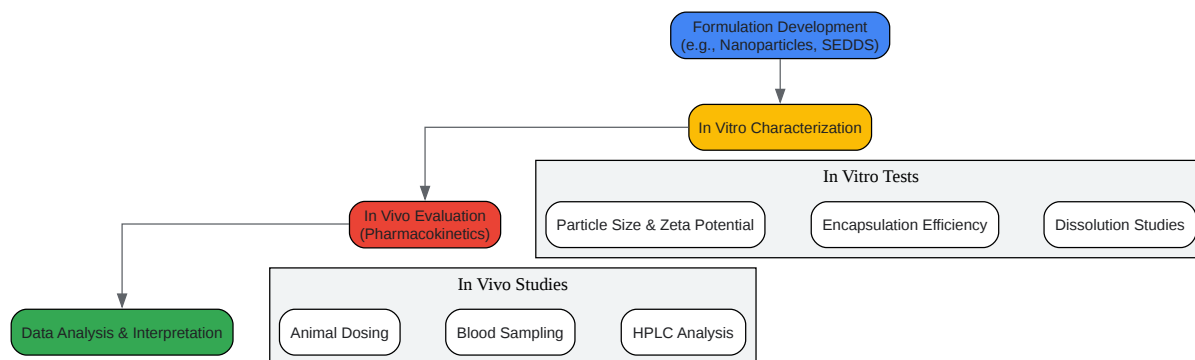 Formulation Development
(e.g., Nanoparticles, SEDDS)
In Vitro Characterization
In Vitro Tests
Particle Size & Zeta Potential
Encapsulation Efficiency
Dissolution Studies
In Vivo Evaluation
(Pharmacokinetics)
In Vivo Studies
Animal Dosing
Blood Sampling
HPLC Analysis
Data Analysis & Interpretation